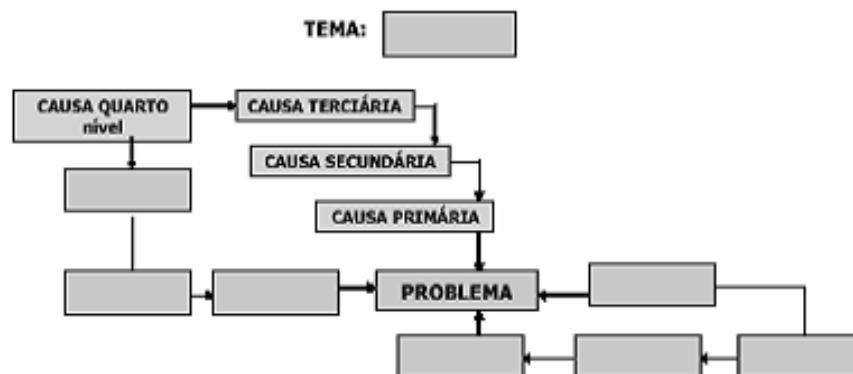 TEMA:
CAUSA QUARTO
nível
CAUSA TERCIÁRIA
CAUSA SECUNDÁRIA
CAUSA PRIMÁRIA
PROBLEMA